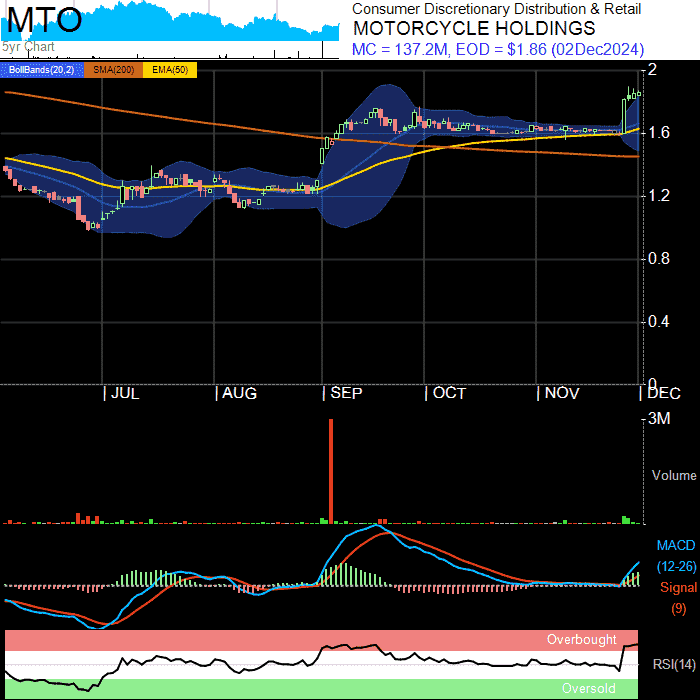 MTO
5yr Chart
Consumer Discretionary Distribution & Retail
MOTORCYCLE HOLDINGS
MC = 137.2M, EOD = $1.86 (02Dec2024)
BollBands(20,2) SMA(200) EMA(50)
2
1.6
1.2
0.8
0.4
0
JUL AUG SEP OCT NOV DEC
3M
Volume
MACD
(12-26)
Signal
(9)
Overbought
RSI(14)
Oversold